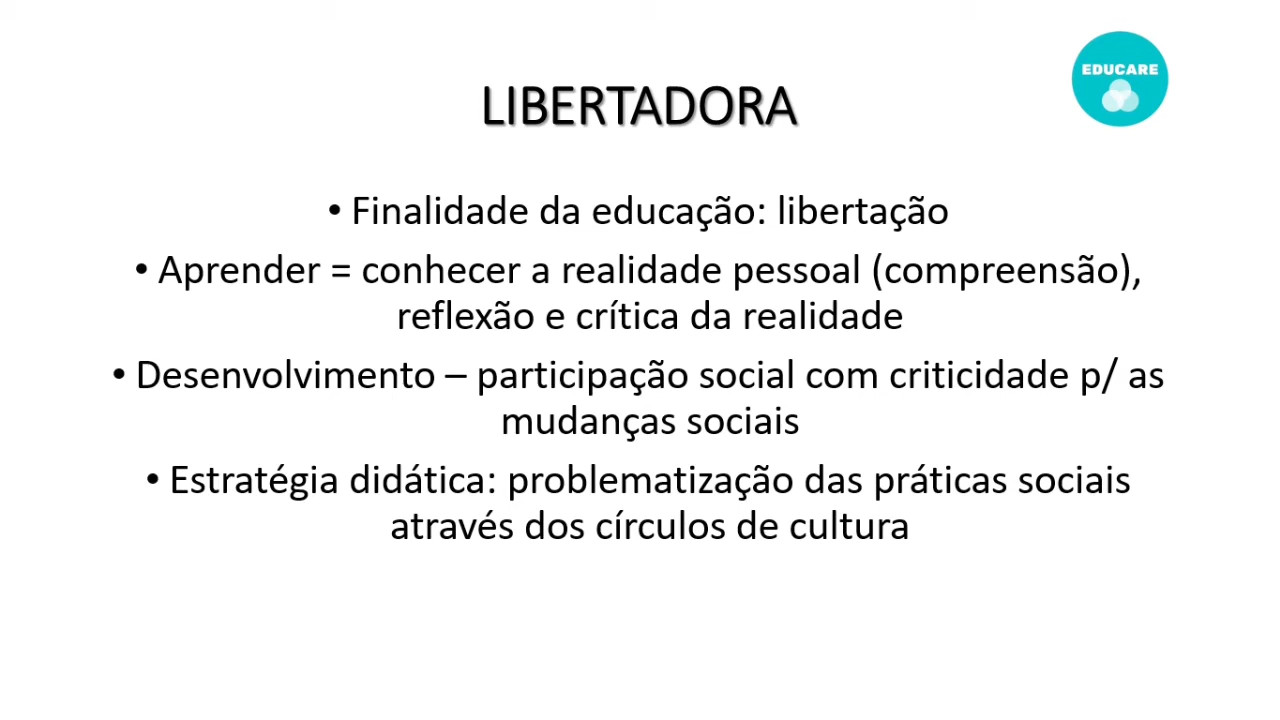 EDUCARE
LIBERTADORA
• Finalidade da educação: libertação
• Aprender = conhecer a realidade pessoal (compreensão),
reflexão e crítica da realidade
• Desenvolvimento – participação social com criticidade p/ as
mudanças sociais
• Estratégia didática: problematização das práticas sociais
através dos círculos de cultura